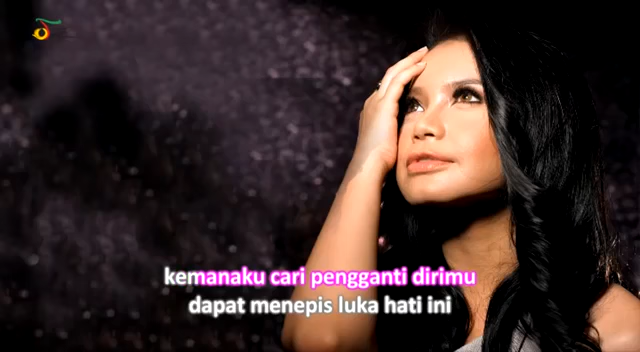 kemanaku cari pengganti dirimu
dapat menepis luka hati ini